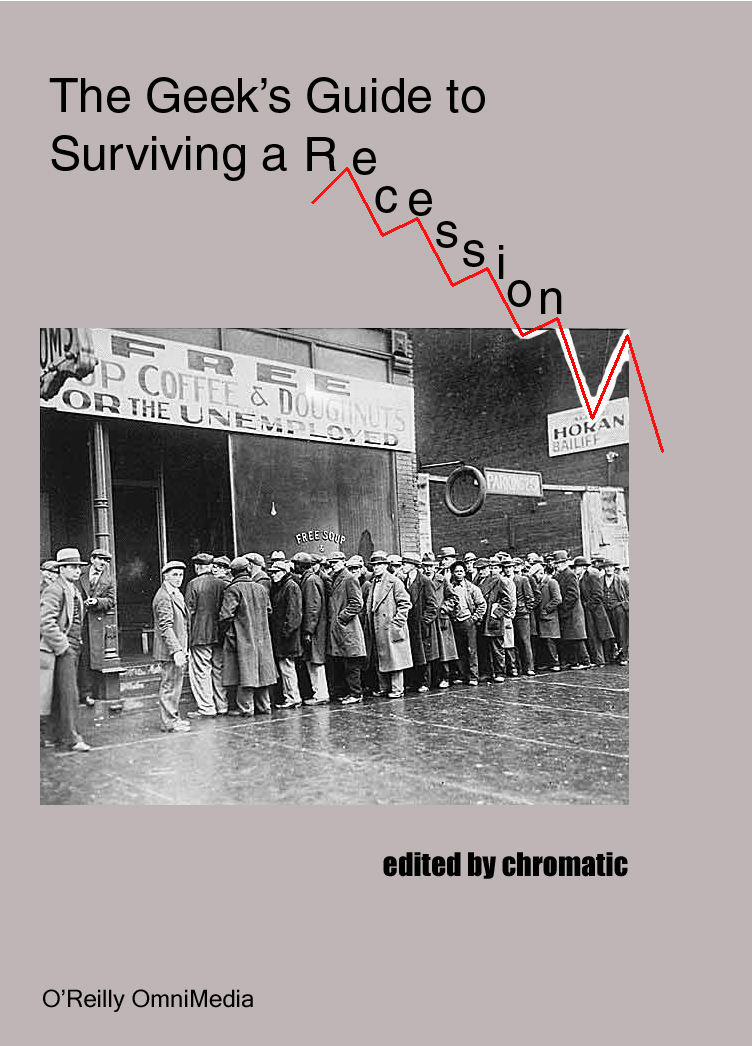 The Geek’s Guide to
Surviving a Recession
FREE
UP COFFEE & DOUGHNUTS
OR THE UNEMPLOYED
HORAN
BAILIFF
FREE SOUP
edited by chromatic
O’Reilly OmniMedia